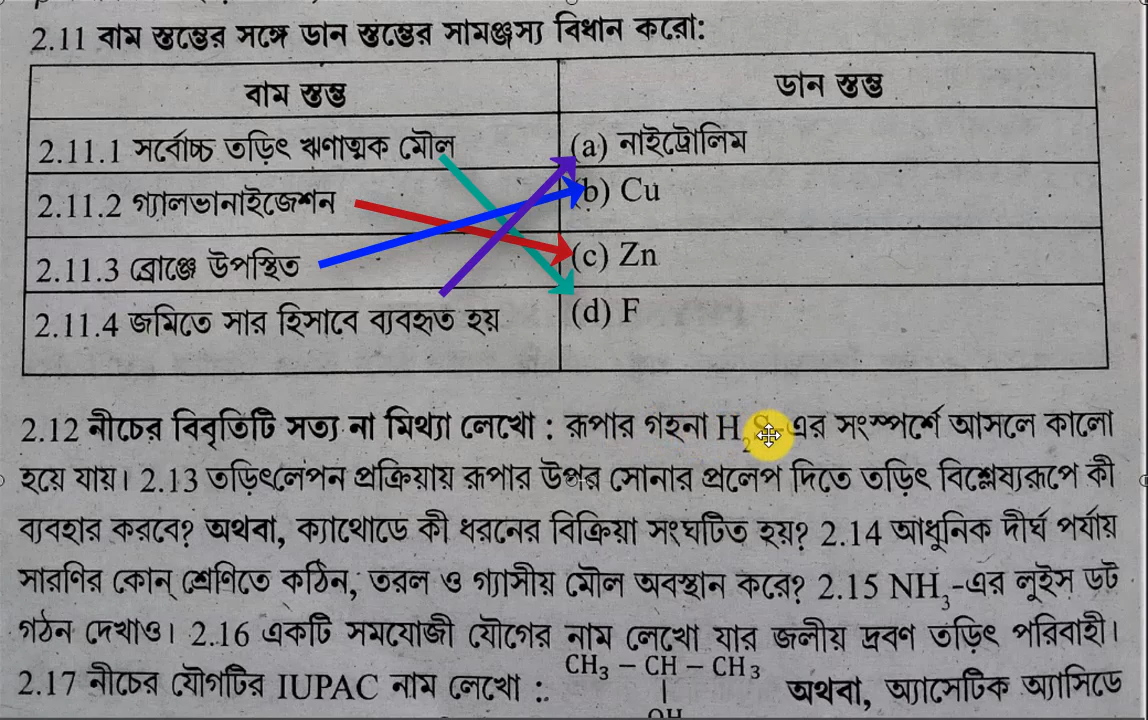 2.11 বাম স্তম্ভের সঙ্গে ডান স্তম্ভের সামঞ্জস্য বিধান করো:
বাম স্তম্ভ ডান স্তম্ভ
2.11.1 সর্বোচ্চ তড়িৎ ঋণাত্মক মৌল (a) নাইট্রোলিম
2.11.2 গ্যালভানাইজেশন (b) Cu
2.11.3 ব্রোঞ্জে উপস্থিত (c) Zn
2.11.4 জমিতে সার হিসাবে ব্যবহৃত হয় (d) F
2.12 নীচের বিবৃতিটি সত্য না মিথ্যা লেখো : রূপার গহনা H₂S-এর সংস্পর্শে আসলে কালো
হয়ে যায়। 2.13 তড়িৎলেপন প্রক্রিয়ায় রূপার উপর সোনার প্রলেপ দিতে তড়িৎ বিশ্লেষ্যরূপে কী
ব্যবহার করবে? অথবা, ক্যাথোডে কী ধরনের বিক্রিয়া সংঘটিত হয়? 2.14 আধুনিক দীর্ঘ পর্যায়
সারণির কোন্ শ্রেণিতে কঠিন, তরল ও গ্যাসীয় মৌল অবস্থান করে? 2.15 NH₃-এর লুইস ডট
গঠন দেখাও। 2.16 একটি সমযোজী যৌগের নাম লেখো যার জলীয় দ্রবণ তড়িৎ পরিবাহী।
2.17 নীচের যৌগটির IUPAC নাম লেখো : CH₃ – CH – CH₃ অথবা, অ্যাসেটিক অ্যাসিডে
|
OH